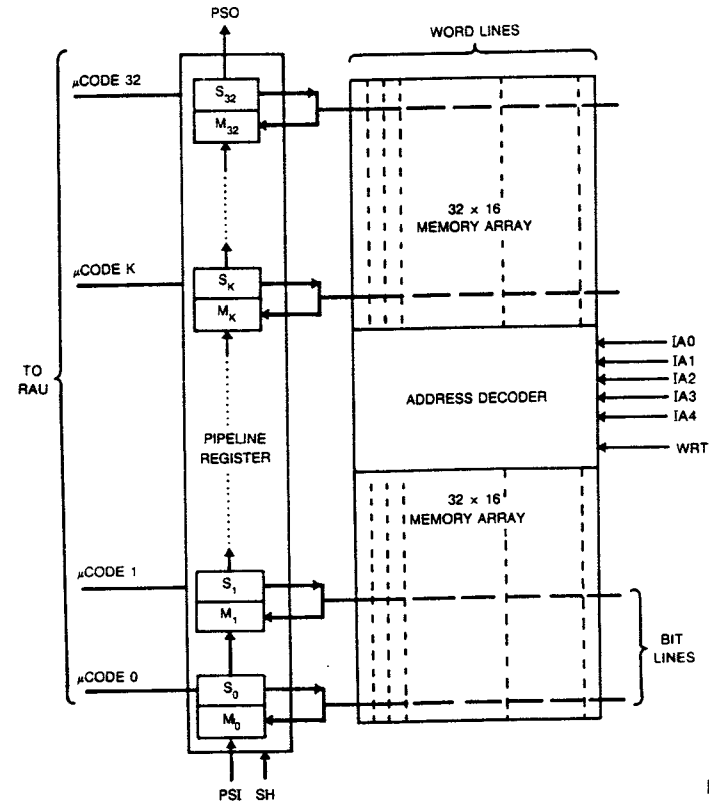 PSO
WORD LINES
μCODE 32
S32
M32
32 × 16
MEMORY ARRAY
μCODE K
SK
MK
IA0
IA1
TO
RAU
ADDRESS DECODER
IA2
IA3
IA4
PIPELINE
REGISTER
WRT
32 × 16
MEMORY ARRAY
μCODE 1
S1
M1
BIT
LINES
μCODE 0
S0
M0
PSI SH